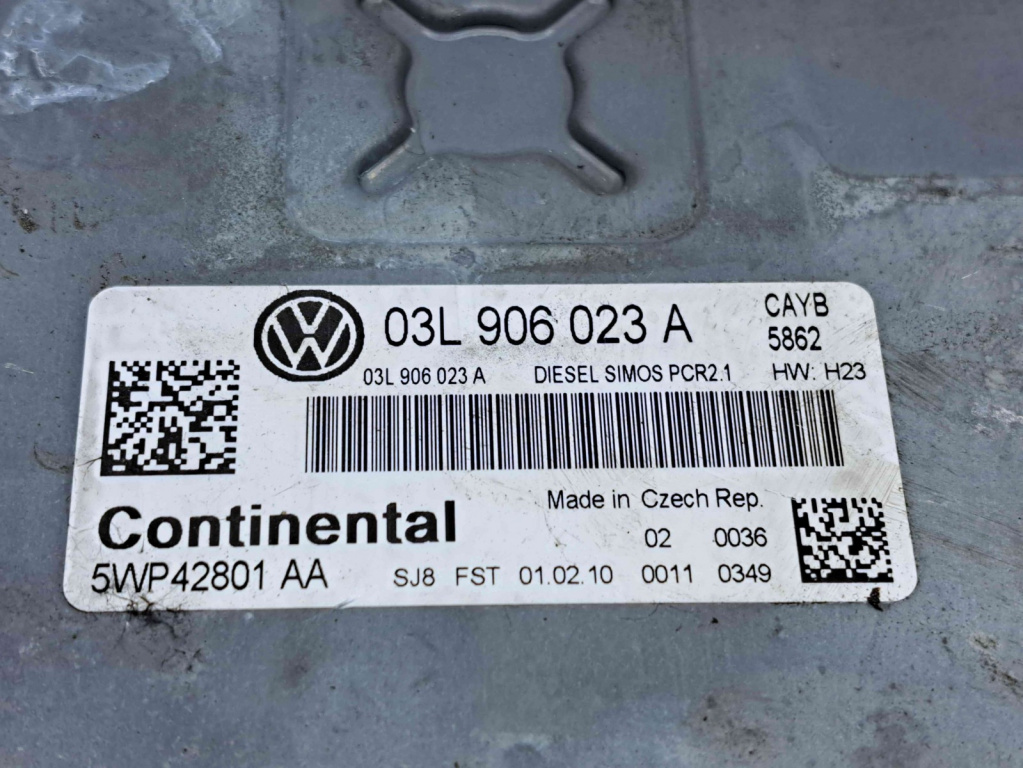 03L 906 023 A
CAYB
5862
03L 906 023 A DIESEL SIMOS PCR2.1 HW: H23
Continental
Made in Czech Rep.
02 0036
5WP42801 AA SJ8 FST 01.02.10 0011 0349